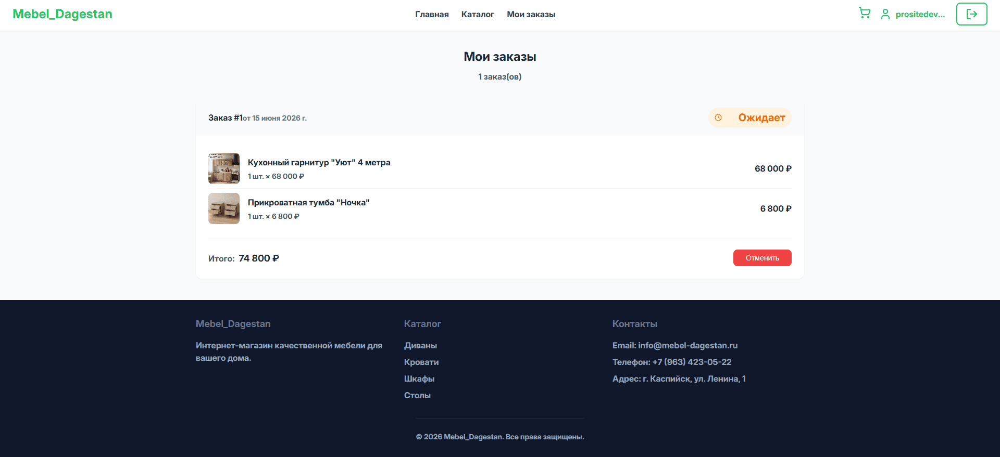 Mebel_Dagestan
Главная Каталог Мои заказы
prositedev...
Мои заказы
1 заказ(ов)
Заказ #1от 15 июня 2026 г.
Ожидает
Кухонный гарнитур "Уют" 4 метра
1 шт. × 68 000 ₽
68 000 ₽
Прикроватная тумба "Ночка"
1 шт. × 6 800 ₽
6 800 ₽
Итого: 74 800 ₽
Отменить
Mebel_Dagestan
Интернет-магазин качественной мебели для
вашего дома.
Каталог
Диваны
Кровати
Шкафы
Столы
Контакты
Email: info@mebel-dagestan.ru
Телефон: +7 (963) 423-05-22
Адрес: г. Каспийск, ул. Ленина, 1
© 2026 Mebel_Dagestan. Все права защищены.